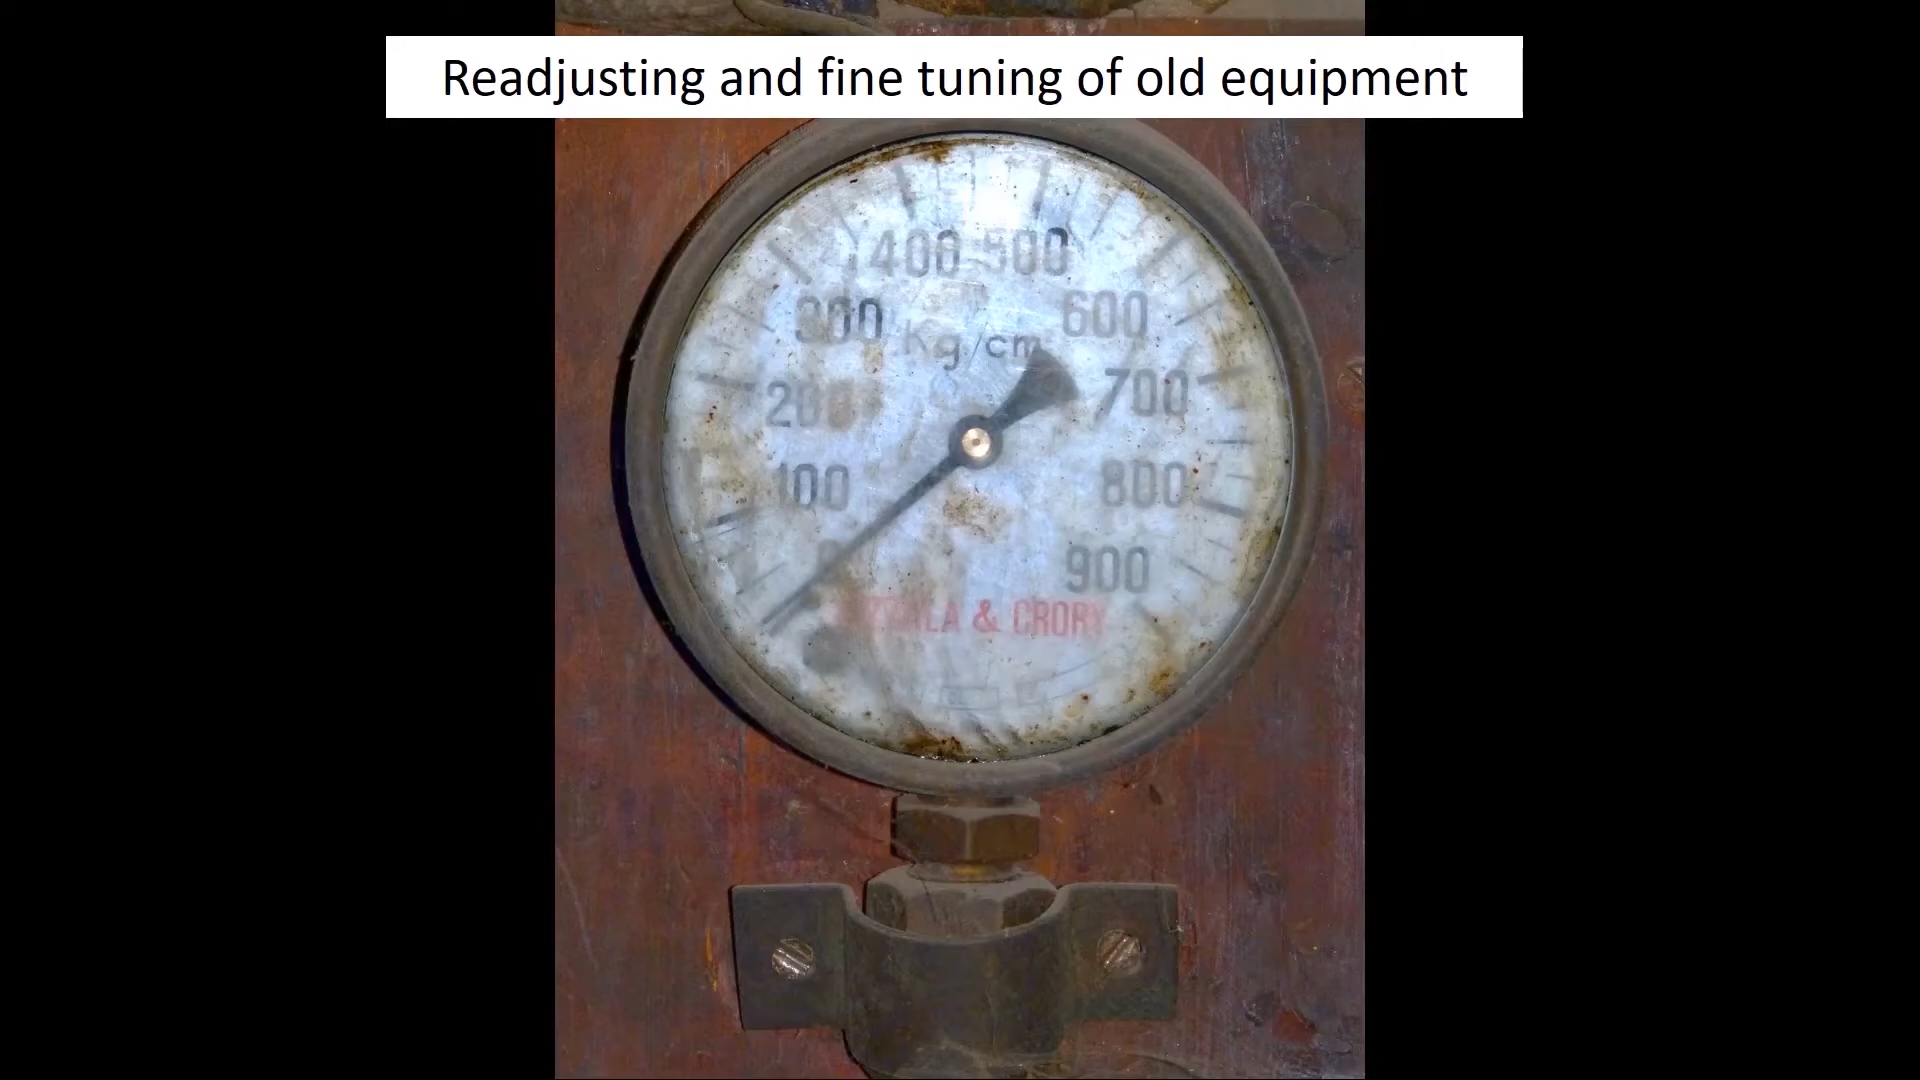 Readjusting and fine tuning of old equipment
400 500
300 600
Kg/cm
200 700
100 800
0 900
& CRORY